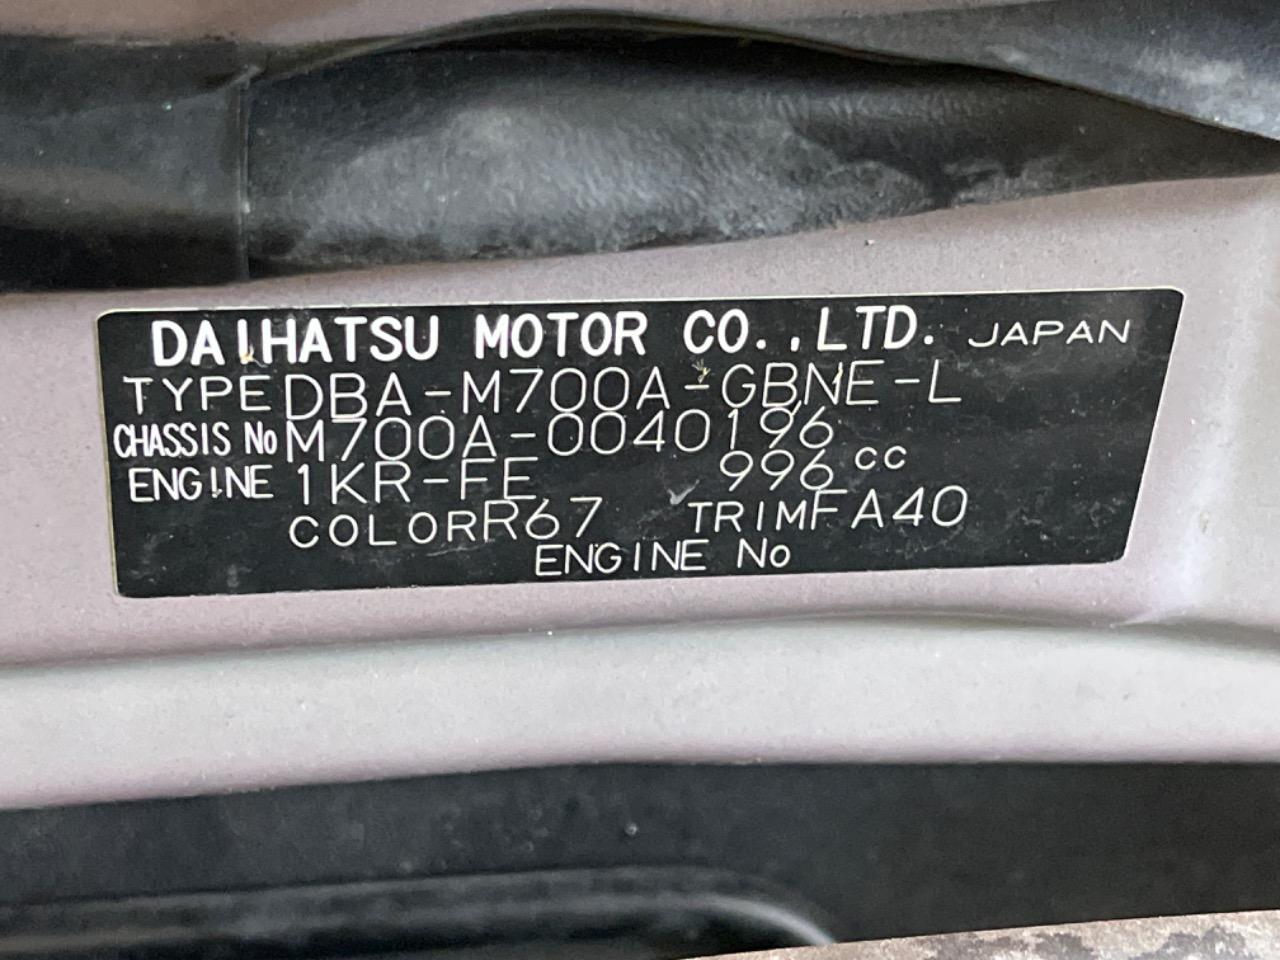 DAIHATSU MOTOR CO.,LTD. JAPAN
TYPE DBA-M700A-GBNE-L
CHASSIS No M700A-0040196
ENGINE 1KR-FE 996 cc
COLOR R67 TRIM FA40
ENGINE No